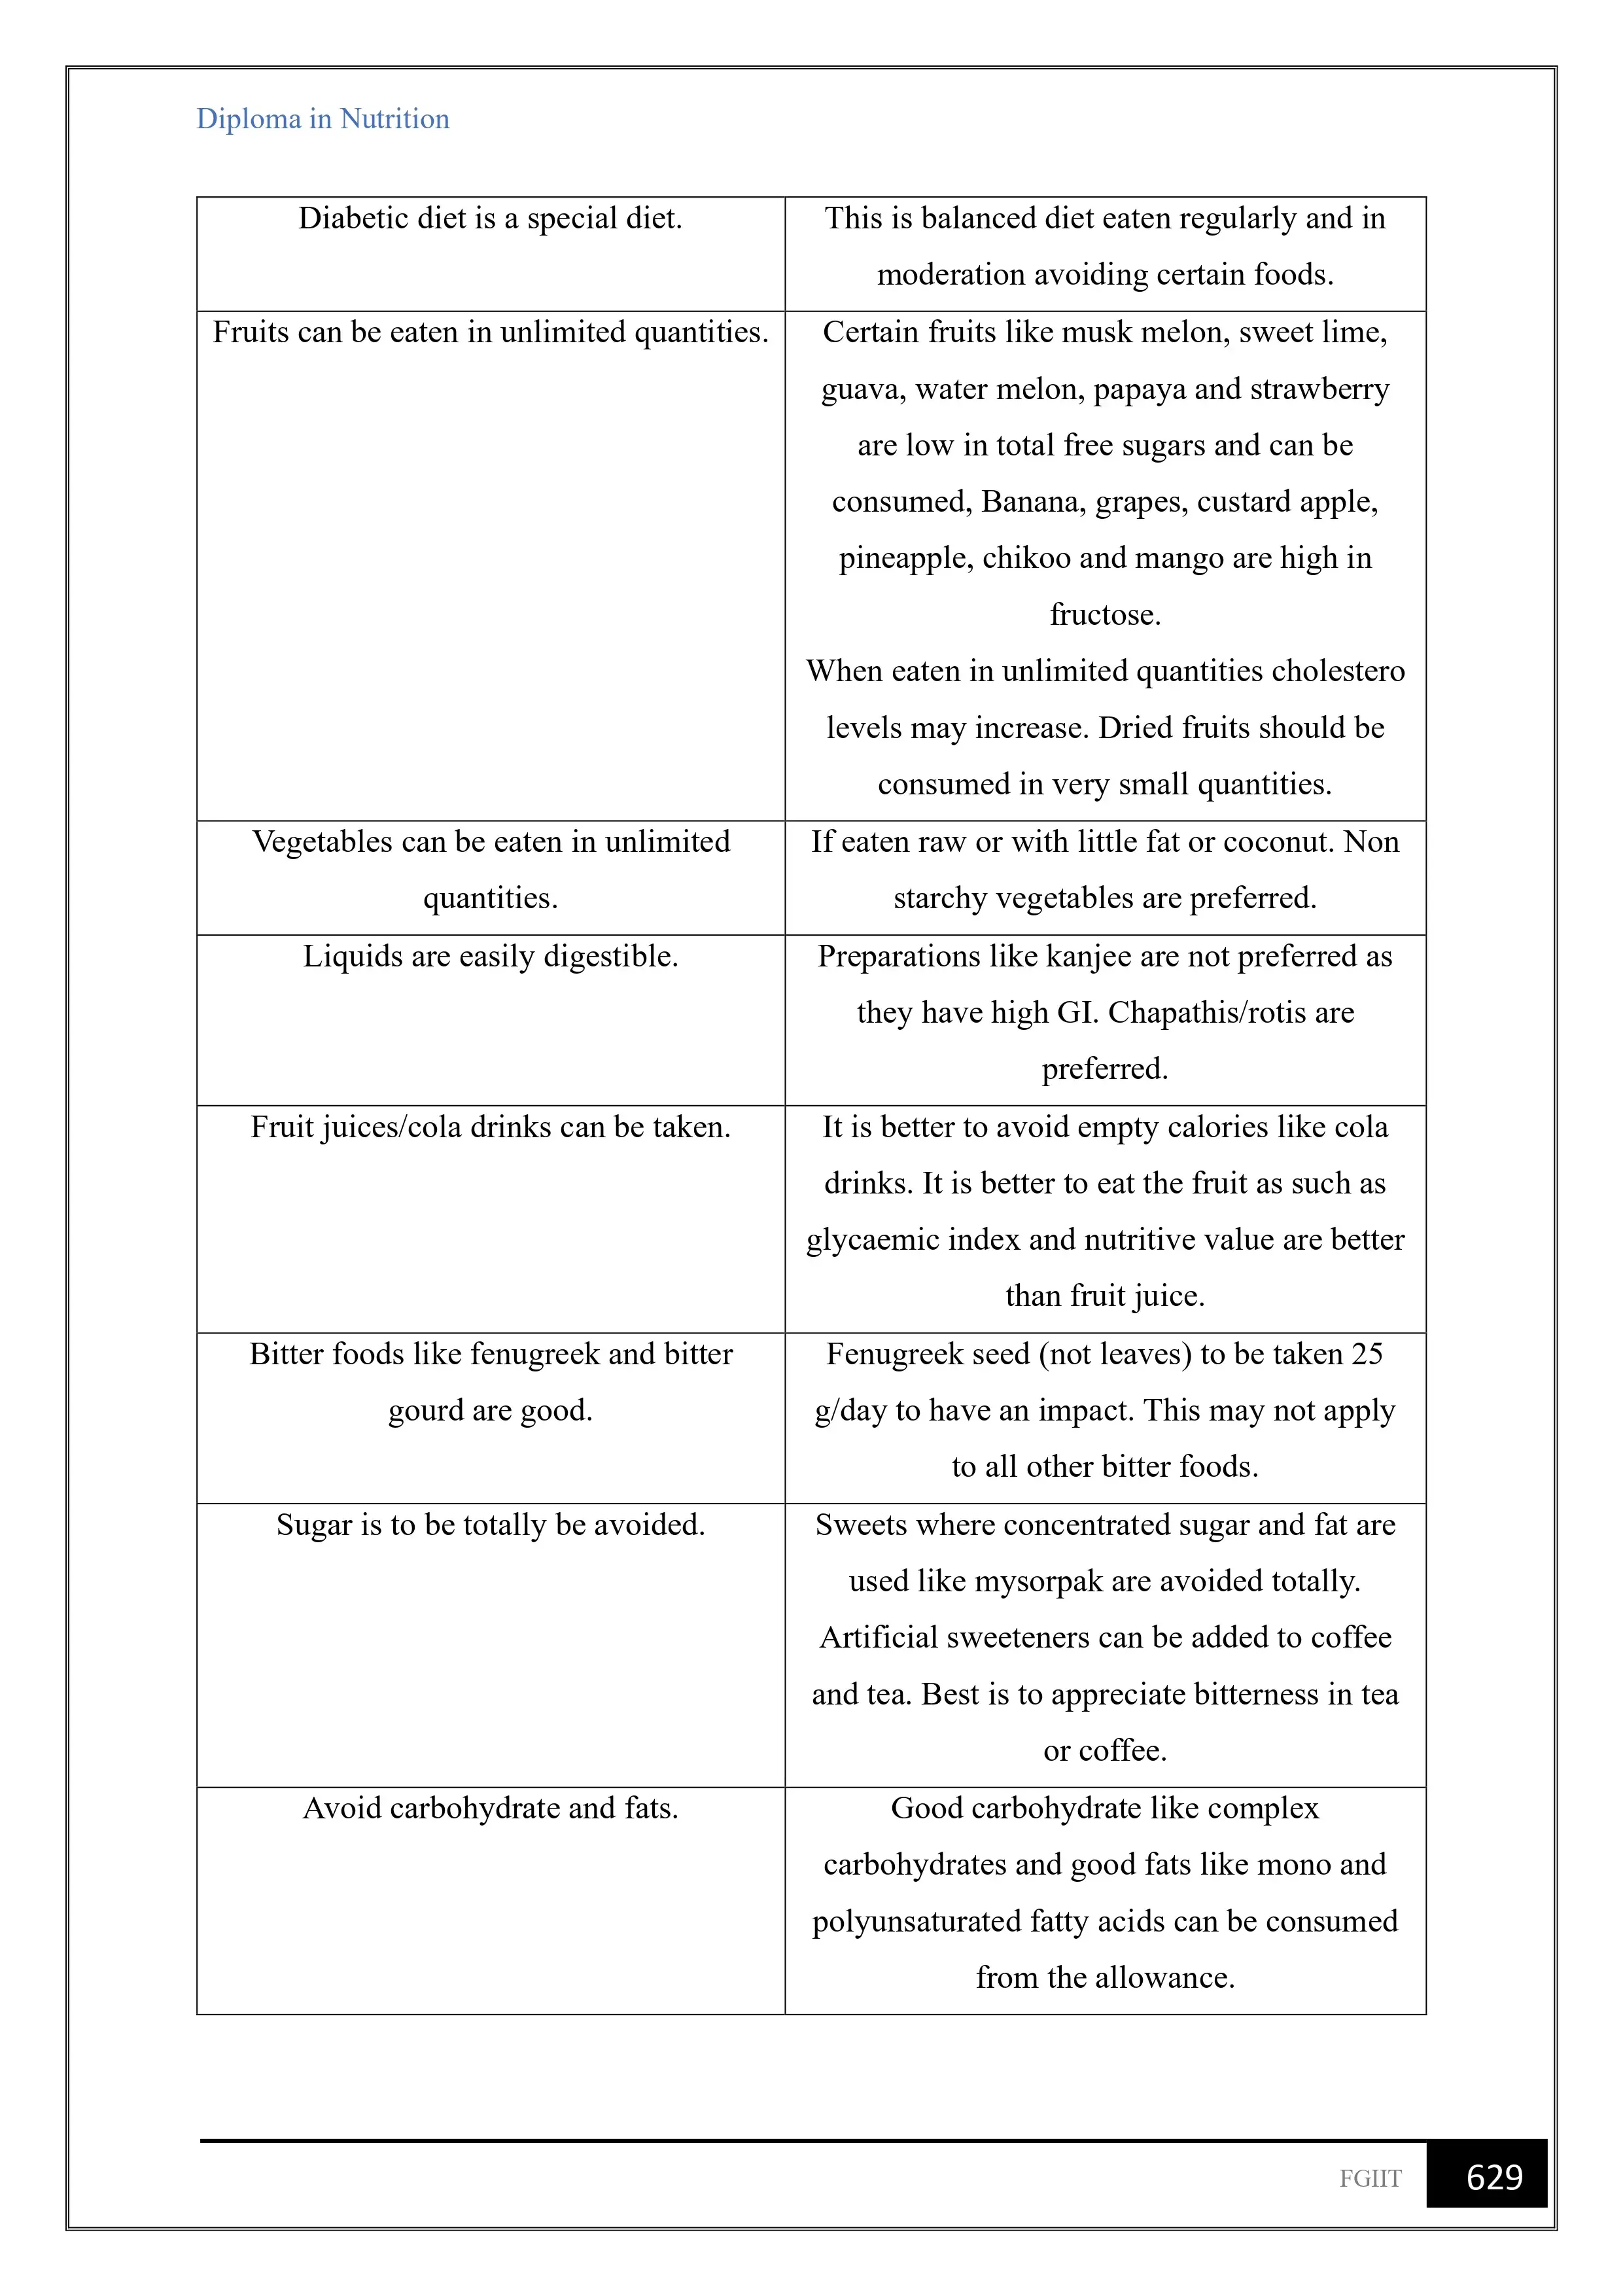 Diploma in Nutrition
Diabetic diet is a special diet.
This is balanced diet eaten regularly and in
moderation avoiding certain foods.
Fruits can be eaten in unlimited quantities.
Certain fruits like musk melon, sweet lime,
guava, water melon, papaya and strawberry
are low in total free sugars and can be
consumed, Banana, grapes, custard apple,
pineapple, chikoo and mango are high in
fructose.
When eaten in unlimited quantities cholestero
levels may increase. Dried fruits should be
consumed in very small quantities.
Vegetables can be eaten in unlimited
quantities.
If eaten raw or with little fat or coconut. Non
starchy vegetables are preferred.
Liquids are easily digestible.
Preparations like kanjee are not preferred as
they have high GI. Chapathis/rotis are
preferred.
Fruit juices/cola drinks can be taken.
It is better to avoid empty calories like cola
drinks. It is better to eat the fruit as such as
glycaemic index and nutritive value are better
than fruit juice.
Bitter foods like fenugreek and bitter
gourd are good.
Fenugreek seed (not leaves) to be taken 25
g/day to have an impact. This may not apply
to all other bitter foods.
Sugar is to be totally be avoided.
Sweets where concentrated sugar and fat are
used like mysorpak are avoided totally.
Artificial sweeteners can be added to coffee
and tea. Best is to appreciate bitterness in tea
or coffee.
Avoid carbohydrate and fats.
Good carbohydrate like complex
carbohydrates and good fats like mono and
polyunsaturated fatty acids can be consumed
from the allowance.
FGIIT
629